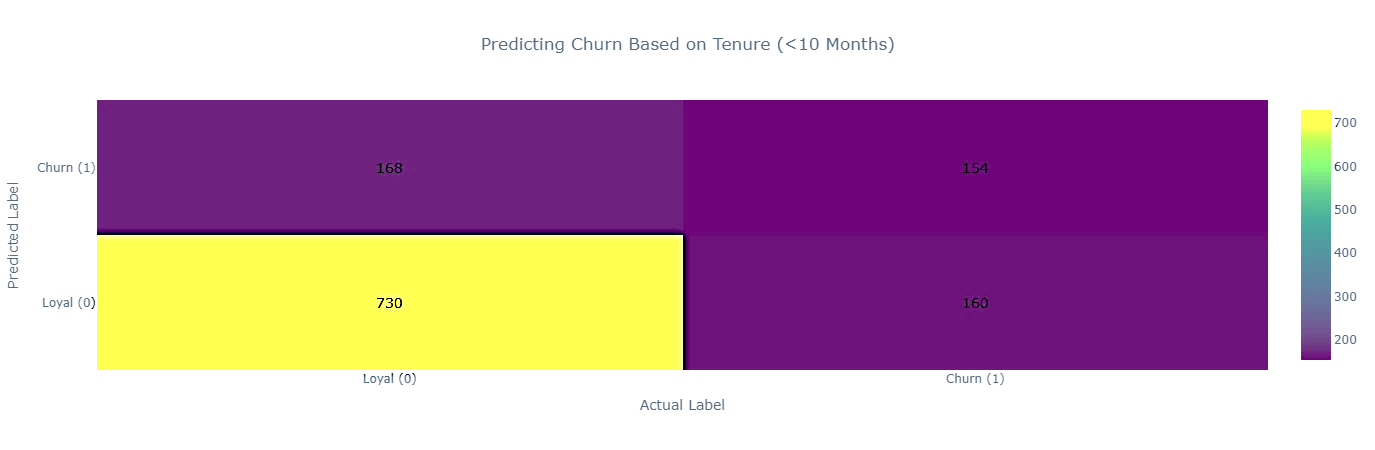 Predicting Churn Based on Tenure (<10 Months)
Predicted Label
Churn (1)
168
154
Loyal (0)
730
160
Loyal (0)
Churn (1)
Actual Label
700
600
500
400
300
200